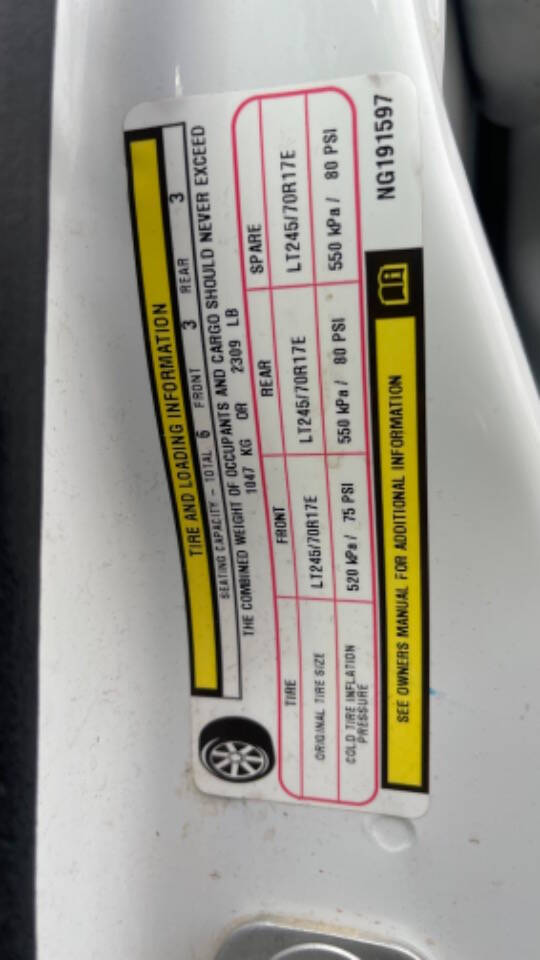 TIRE AND LOADING INFORMATION
SEATING CAPACITY - TOTAL 6 FRONT 3 REAR 3
THE COMBINED WEIGHT OF OCCUPANTS AND CARGO SHOULD NEVER EXCEED
1047 KG OR 2309 LB
TIRE FRONT REAR SPARE
ORIGINAL TIRE SIZE LT245/70R17E LT245/70R17E LT245/70R17E
COLD TIRE INFLATION PRESSURE 520 kPa / 75 PSI 550 kPa / 80 PSI 550 kPa / 80 PSI
SEE OWNERS MANUAL FOR ADDITIONAL INFORMATION
NG191597